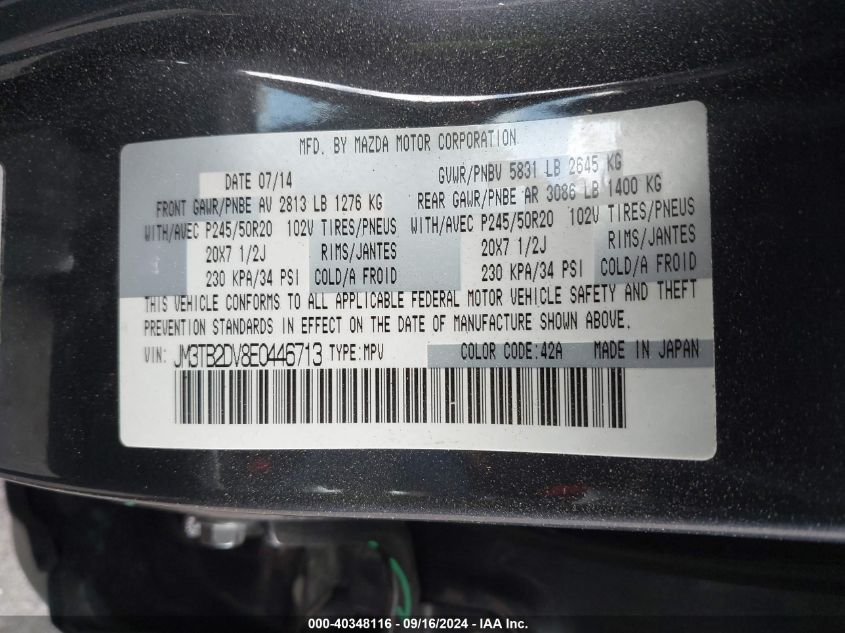 MFD. BY MAZDA MOTOR CORPORATION
DATE 07/14 GVWR/PNBV 5831 LB 2645 KG
FRONT GAWR/PNBE AV 2813 LB 1276 KG REAR GAWR/PNBE AR 3086 LB 1400 KG
WITH/AVEC P245/50R20 102V TIRES/PNEUS WITH/AVEC P245/50R20 102V TIRES/PNEUS
20X7 1/2J RIMS/JANTES 20X7 1/2J RIMS/JANTES
230 KPA/34 PSI COLD/A FROID 230 KPA/34 PSI COLD/A FROID
THIS VEHICLE CONFORMS TO ALL APPLICABLE FEDERAL MOTOR VEHICLE SAFETY AND THEFT
PREVENTION STANDARDS IN EFFECT ON THE DATE OF MANUFACTURE SHOWN ABOVE.
VIN: JM3TB2DV8E0446713 TYPE:MPV COLOR CODE:42A MADE IN JAPAN
000-40348116 - 09/16/2024 - IAA Inc.